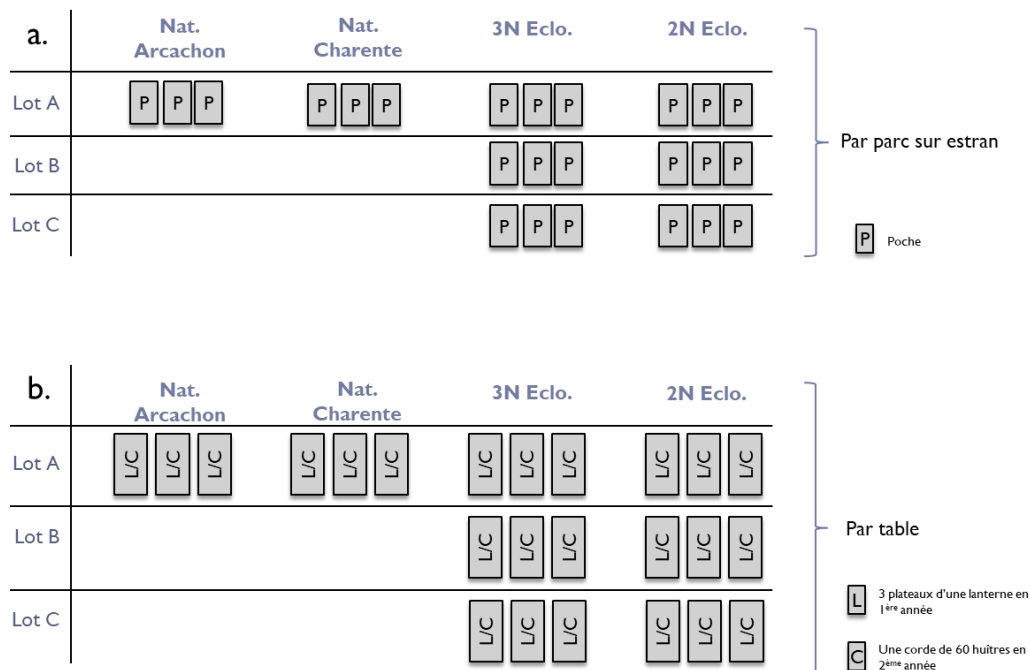 a.
Nat.
Arcachon
Nat.
Charente
3N Eclo.
2N Eclo.
Lot A
P P P
P P P
P P P
P P P
Lot B
P P P
P P P
Lot C
P P P
P P P
Par parc sur estran
P Poche
b.
Nat.
Arcachon
Nat.
Charente
3N Eclo.
2N Eclo.
Lot A
L/C L/C L/C
L/C L/C L/C
L/C L/C L/C
L/C L/C L/C
Lot B
L/C L/C L/C
L/C L/C L/C
Lot C
L/C L/C L/C
L/C L/C L/C
Par table
L 3 plateaux d'une lanterne en
1ère année
C Une corde de 60 huîtres en
2ème année